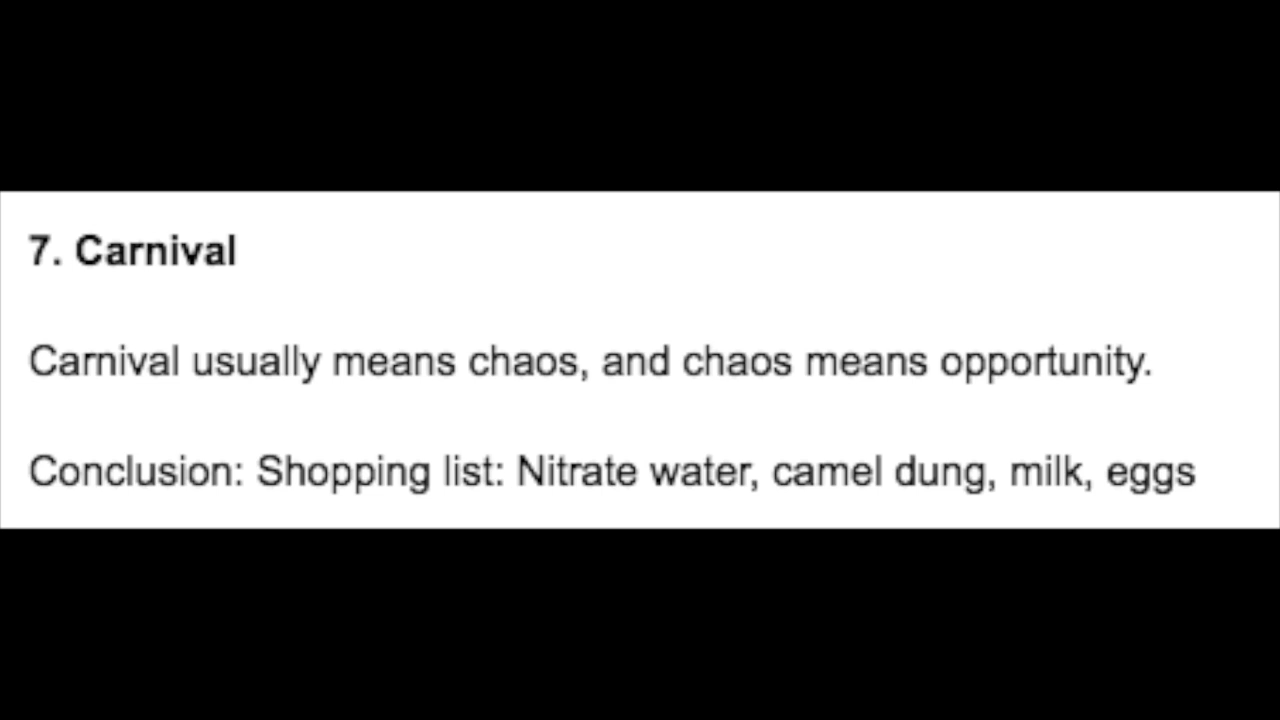 7. Carnival
Carnival usually means chaos, and chaos means opportunity.
Conclusion: Shopping list: Nitrate water, camel dung, milk, eggs